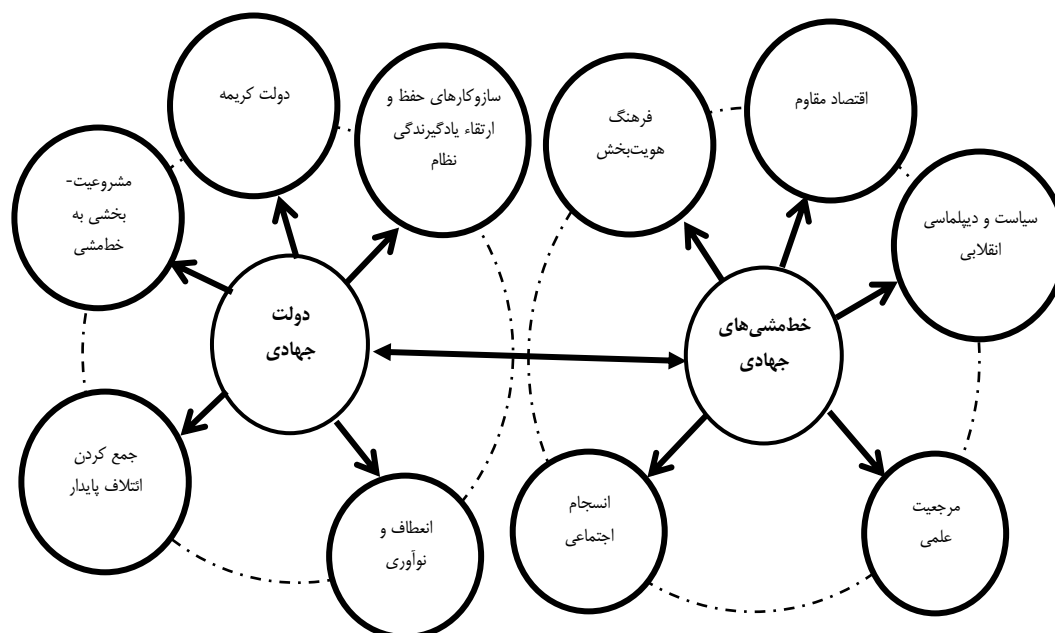 اقتصاد مقاوم
فرهنگ
هویت‌بخش
سیاست و دیپلماسی
انقلابی
خط‌مشی‌های
جهادی
مرجعیت
علمی
انسجام
اجتماعی
سازوکارهای حفظ و
ارتقاء یادگیرندگی
نظام
دولت کریمه
مشروعیت-
بخشی به
خط‌مشی
دولت
جهادی
جمع کردن
ائتلاف پایدار
انعطاف و
نوآوری